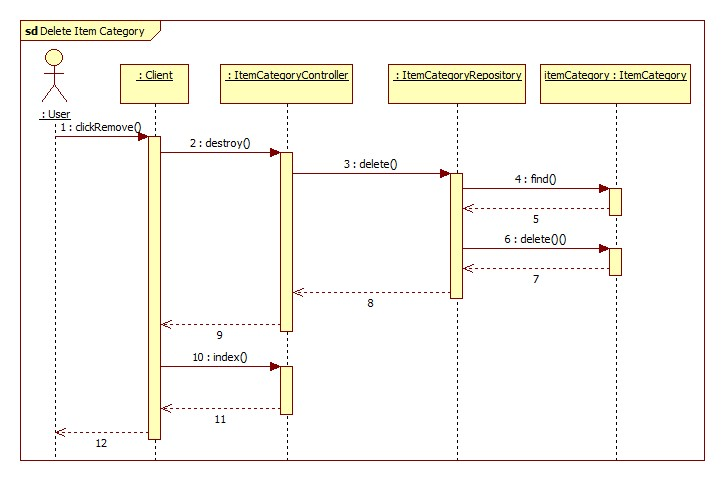 sd Delete Item Category
: User
: Client
: ItemCategoryController
: ItemCategoryRepository
itemCategory : ItemCategory
1 : clickRemove()
2 : destroy()
3 : delete()
4 : find()
5
6 : delete()()
7
8
9
10 : index()
11
12